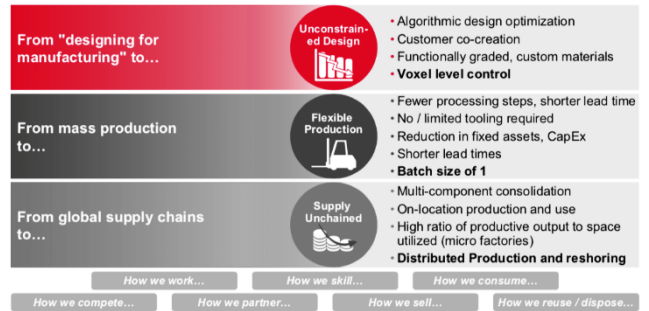 From "designing for
manufacturing" to…
Unconstrain-
ed Design
• Algorithmic design optimization
• Customer co-creation
• Functionally graded, custom materials
• Voxel level control
From mass production
to…
Flexible
Production
• Fewer processing steps, shorter lead time
• No / limited tooling required
• Reduction in fixed assets, CapEx
• Shorter lead times
• Batch size of 1
From global supply chains
to…
Supply
Unchained
• Multi-component consolidation
• On-location production and use
• High ratio of productive output to space
utilized (micro factories)
• Distributed Production and reshoring
How we work…
How we skill…
How we consume…
How we compete…
How we partner…
How we sell…
How we reuse / dispose…